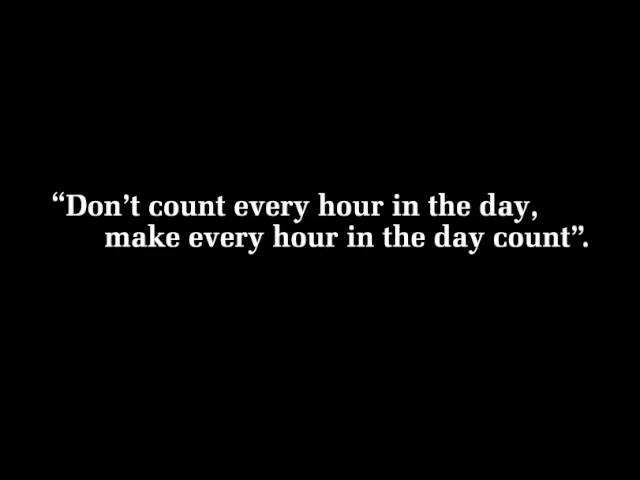 “Don’t count every hour in the day,
make every hour in the day count”.